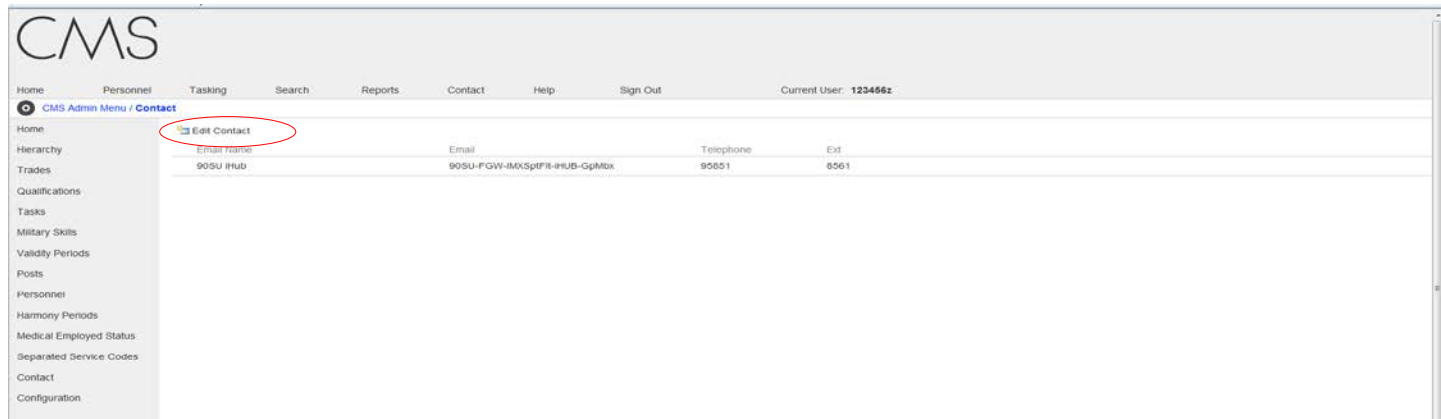 CMS
Home Personnel Tasking Search Reports Contact Help Sign Out Current User: 123456z
CMS Admin Menu / Contact
Home
Edit Contact
Hierarchy
Email Name Email Telephone Ext
90SU iHub 90SU-FGW-IMXSptFlt-iHUB-GpMbx 95851 8561
Trades
Qualifications
Tasks
Military Skills
Validity Periods
Posts
Personnel
Harmony Periods
Medical Employed Status
Separated Service Codes
Contact
Configuration